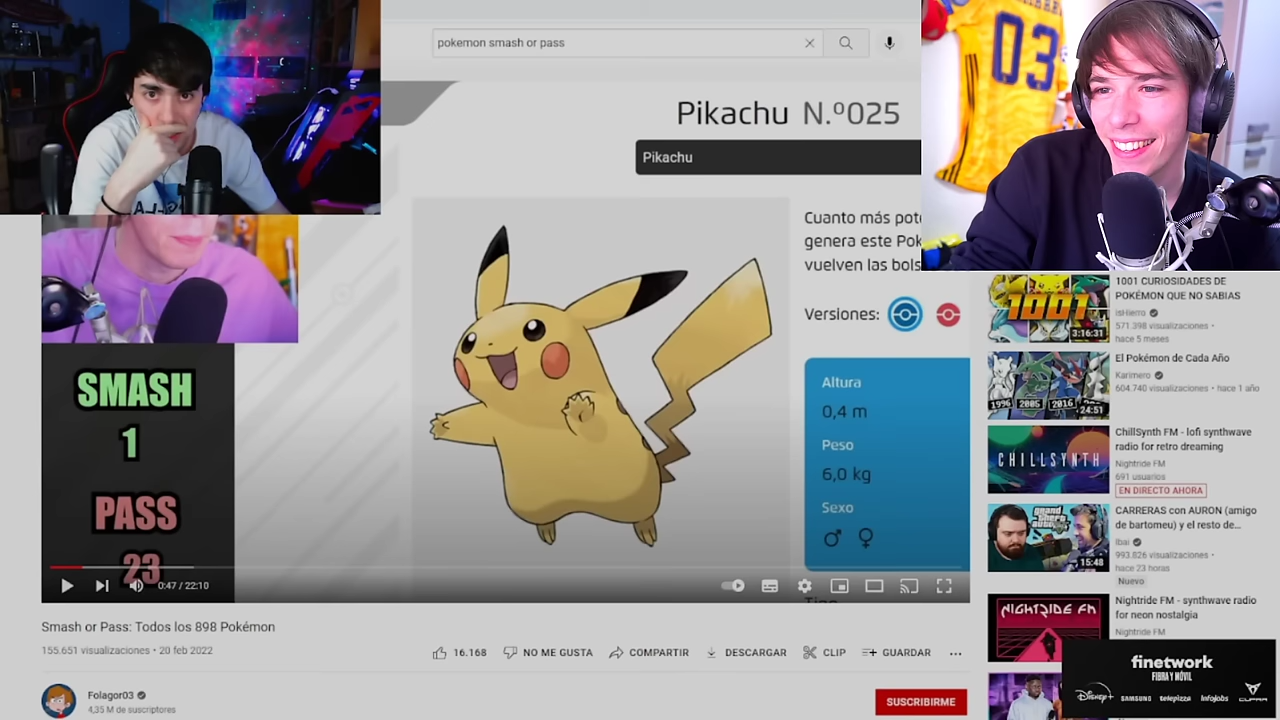 pokemon smash or pass
Pikachu N.º025
Pikachu
Cuanto más pot
genera este Pok
vuelven las bols
Versiones:
Altura
0,4 m
Peso
6,0 kg
Sexo
SMASH
1
PASS
23
0:47 / 22:10
Smash or Pass: Todos los 898 Pokémon
155.651 visualizaciones • 20 feb 2022
16.168
NO ME GUSTA
COMPARTIR
DESCARGAR
CLIP
GUARDAR
Folagor03
4,35 M de suscriptores
SUSCRIBIRME
03
1001
3:16:31
1001 CURIOSIDADES DE
POKÉMON QUE NO SABIAS
isHierro
571.398 visualizaciones •
hace 5 meses
1996 2005 2016
24:51
El Pokémon de Cada Año
Karimero
604.740 visualizaciones • hace 1 año
CHILLSYNTH
ChillSynth FM - lofi synthwave
radio for retro dreaming
Nightride FM
691 usuarios
EN DIRECTO AHORA
grand
15:48
CARRERAS con AURON (amigo
de bartomeu) y el resto de...
Ibai
993.826 visualizaciones •
hace 23 horas
Nuevo
NIGHTRIDE FM
Nightride FM - synthwave radio
for neon nostalgia
Nightride FM
finetwork
FIBRA Y MÓVIL
Disney+ SAMSUNG telepizza InfoJobs CUPRA